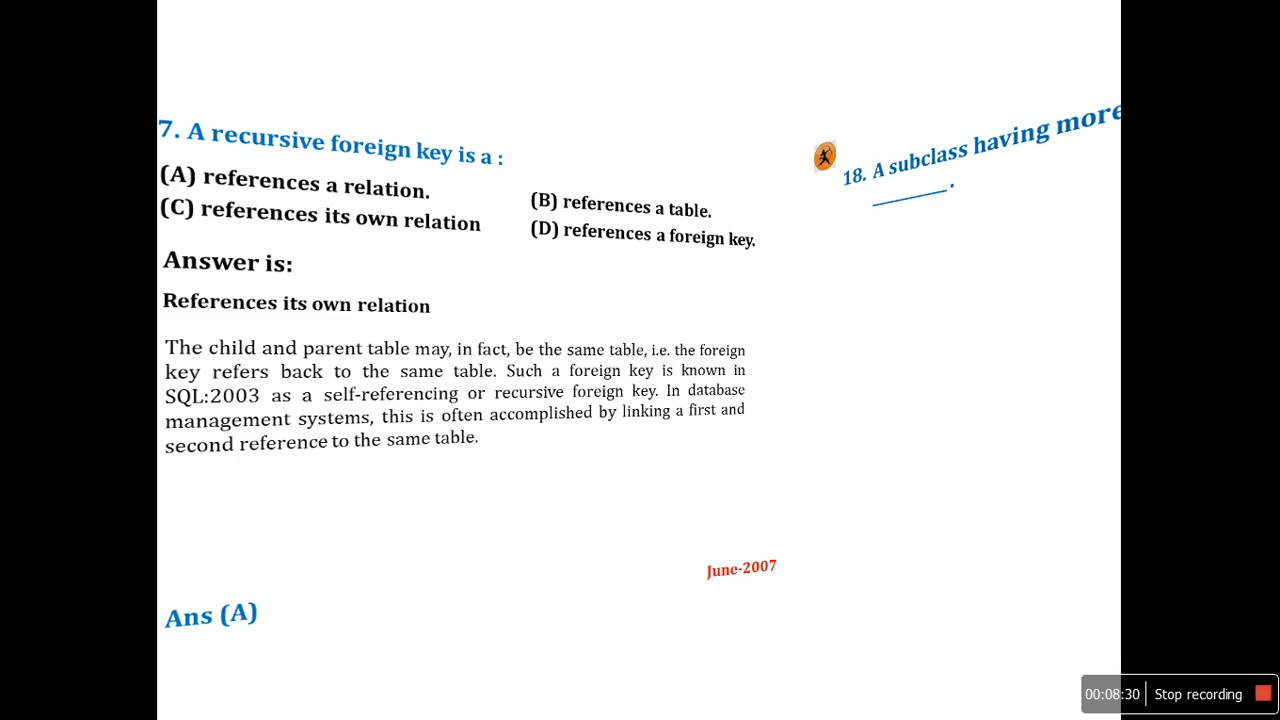 7. A recursive foreign key is a :
(A) references a relation.
(B) references a table.
(C) references its own relation
(D) references a foreign key.
Answer is:
References its own relation
The child and parent table may, in fact, be the same table, i.e. the foreign
key refers back to the same table. Such a foreign key is known in
SQL:2003 as a self-referencing or recursive foreign key. In database
management systems, this is often accomplished by linking a first and
second reference to the same table.
June-2007
Ans (A)
18. A subclass having more
_______ .
00:08:30 Stop recording